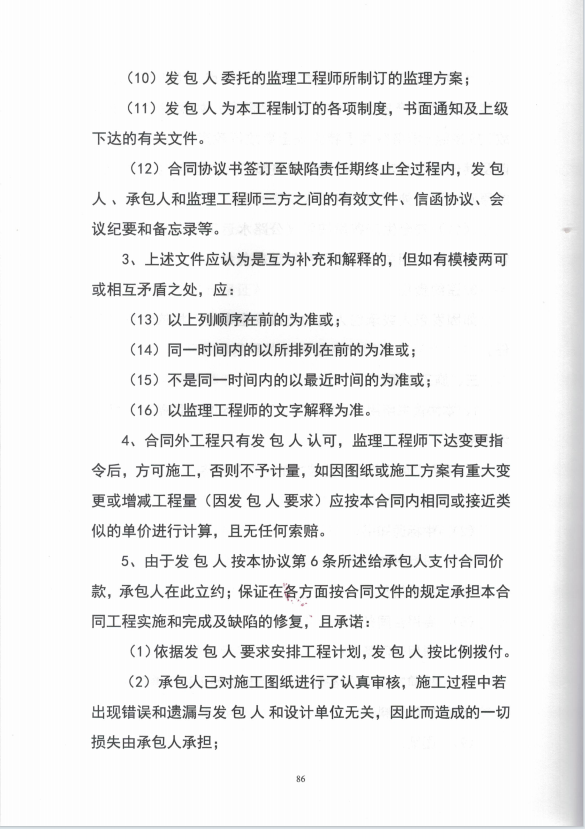 （10）发 包 人 委托的监理工程师所制订的监理方案；
（11）发 包 人 为本工程制订的各项制度，书面通知及上级
下达的有关文件。
（12）合同协议书签订至缺陷责任期终止全过程内，发 包
人 、承包人和监理工程师三方之间的有效文件、信函协议、会
议纪要和备忘录等。
3、上述文件应认为是互为补充和解释的，但如有模棱两可
或相互矛盾之处，应：
（13）以上列顺序在前的为准或；
（14）同一时间内的以所排列在前的为准或；
（15）不是同一时间内的以最近时间的为准或；
（16）以监理工程师的文字解释为准。
4、合同外工程只有发 包 人 认可，监理工程师下达变更指
令后，方可施工，否则不予计量，如因图纸或施工方案有重大变
更或增减工程量（因发 包 人 要求）应按本合同内相同或接近类
似的单价进行计算，且无任何索赔。
5、由于发 包 人 按本协议第 6 条所述给承包人支付合同价
款，承包人在此立约；保证在各方面按合同文件的规定承担本合
同工程实施和完成及缺陷的修复，且承诺：
（1）依据发 包 人 要求安排工程计划，发 包 人 按比例拨付。
（2）承包人已对施工图纸进行了认真审核，施工过程中若
出现错误和遗漏与发 包 人 和设计单位无关，因此而造成的一切
损失由承包人承担；
86